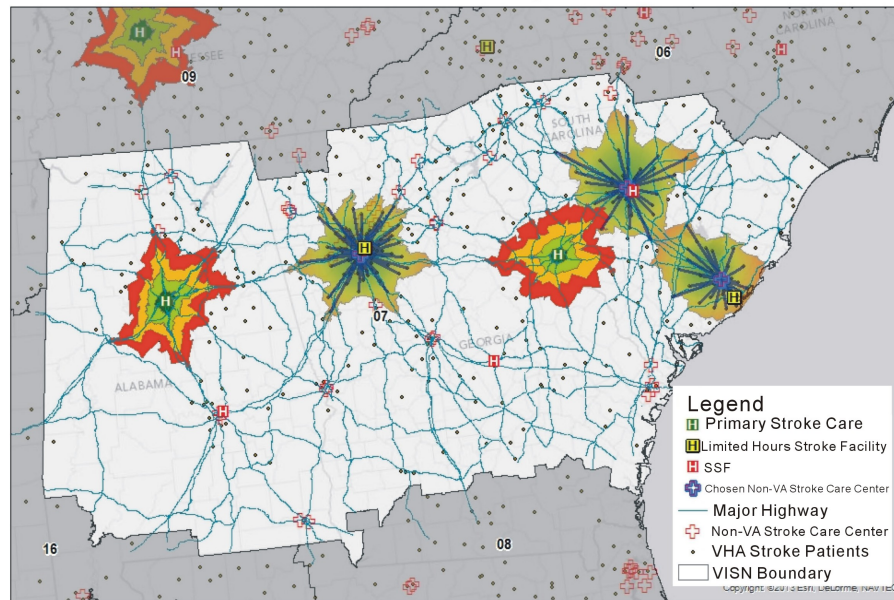 NORTH
CAROLINA
H
06
H
H
H
TENNESSEE
09
SOUTH
CAROLINA
H
H
H
H
H
07
GEORGIA
H
ALABAMA
H
Legend
H Primary Stroke Care
H Limited Hours Stroke Facility
H SSF
Chosen Non-VA Stroke Care Center
Major Highway
Non-VA Stroke Care Center
VHA Stroke Patients
VISN Boundary
16
08
Copyright: ©2013 Esri, DeLorme, NAVTEQ